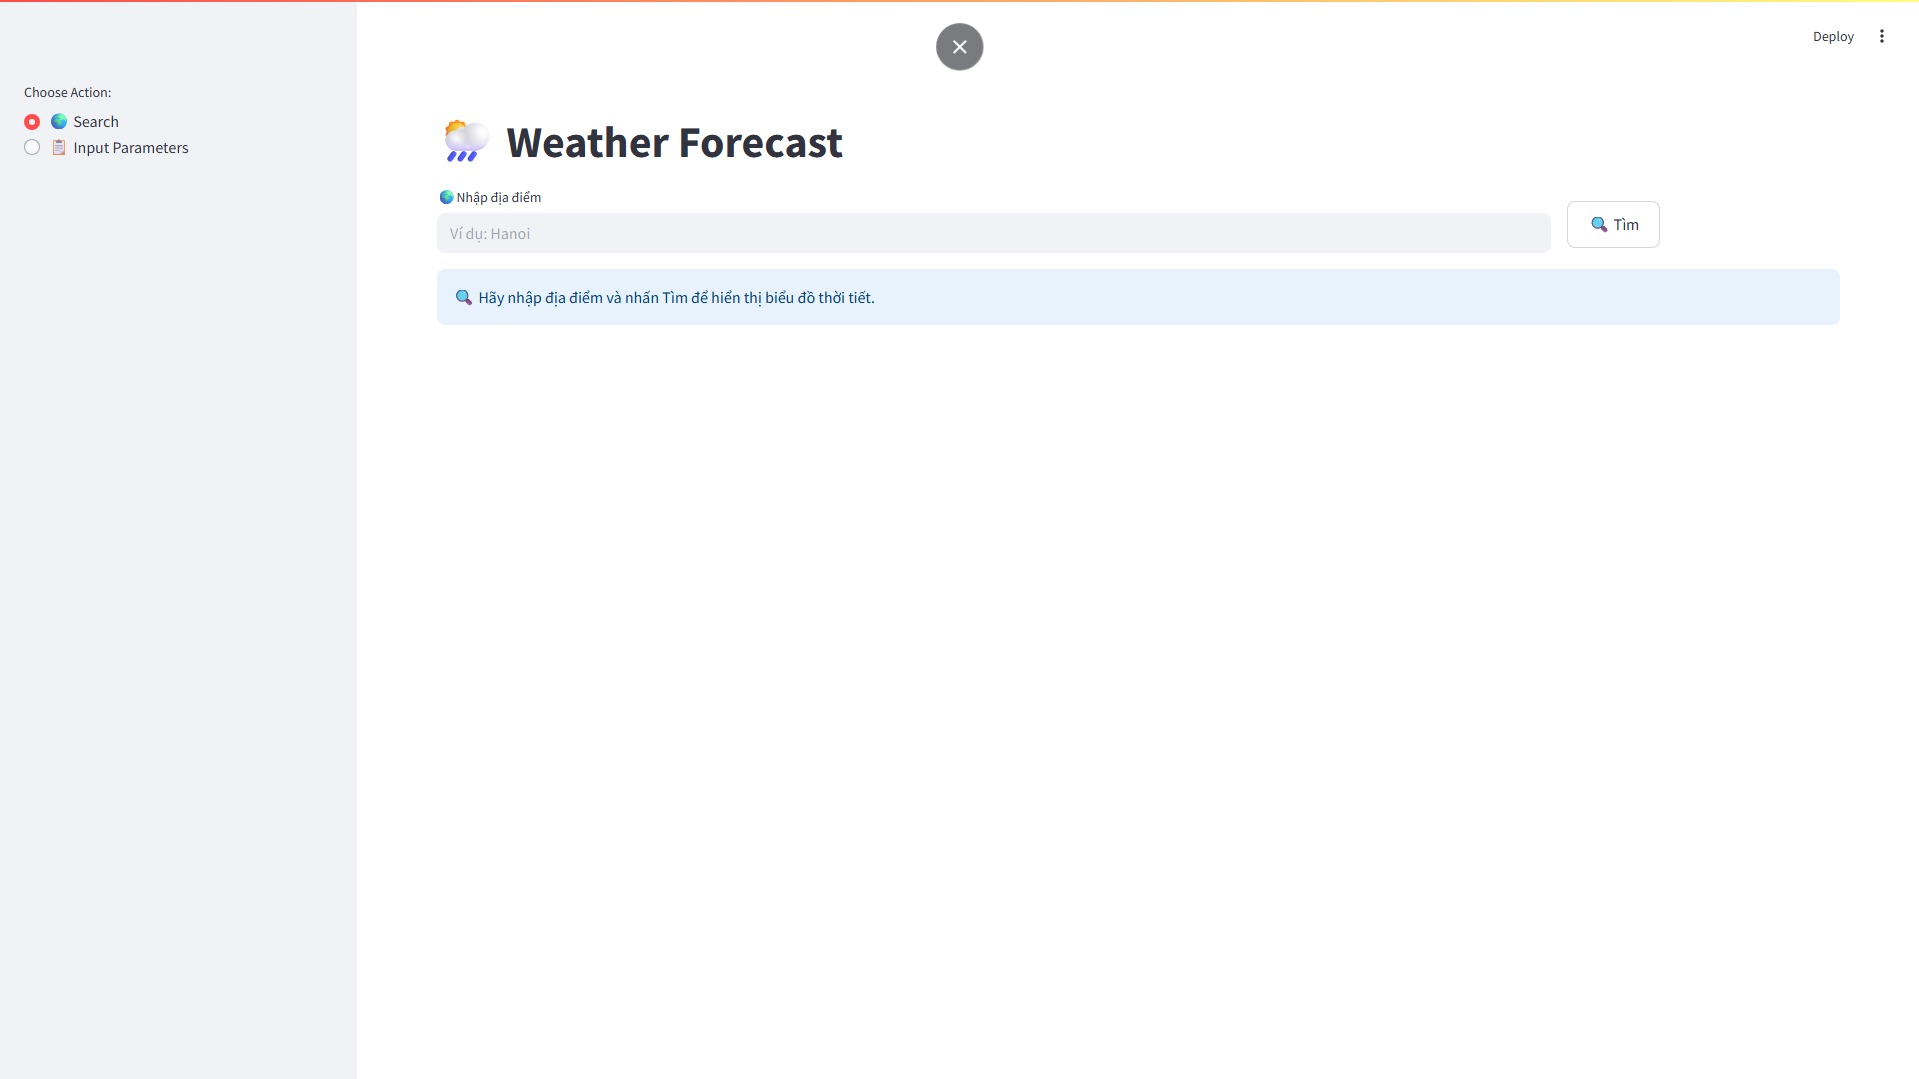 Deploy
Choose Action:
Search
Input Parameters
Weather Forecast
Nhập địa điểm
Ví dụ: Hanoi
Tìm
Hãy nhập địa điểm và nhấn Tìm để hiển thị biểu đồ thời tiết.